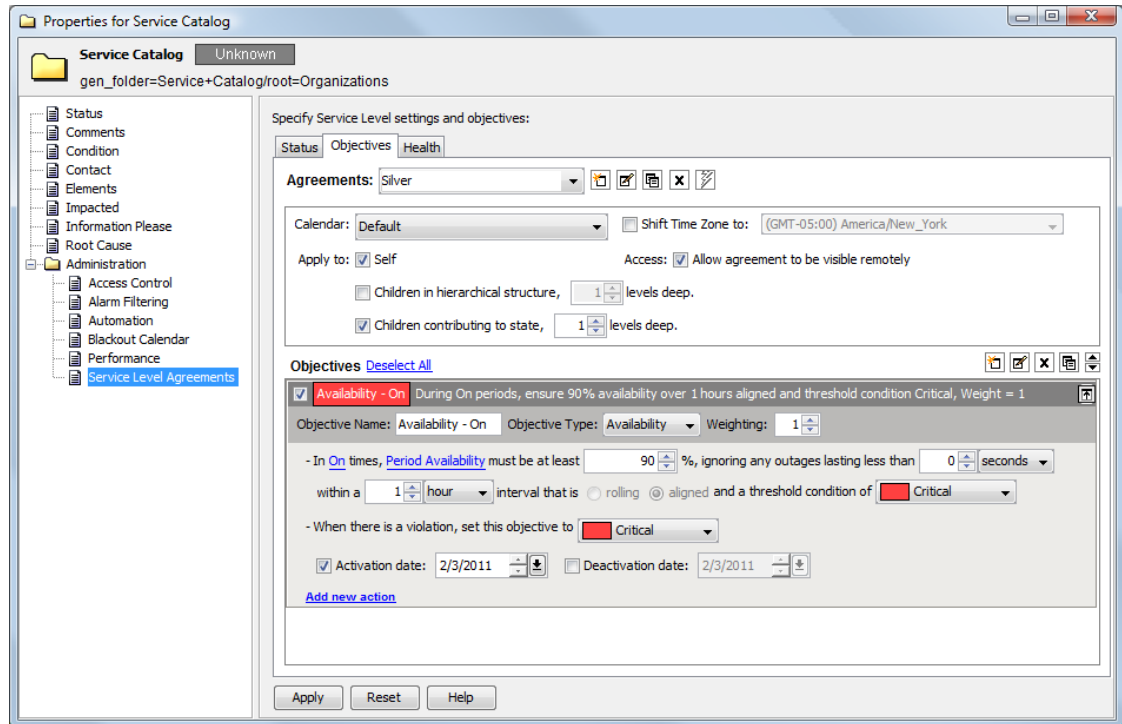 Properties for Service Catalog
Service Catalog Unknown
gen_folder=Service+Catalog/root=Organizations
Status
Comments
Condition
Contact
Elements
Impacted
Information Please
Root Cause
Administration
Access Control
Alarm Filtering
Automation
Blackout Calendar
Performance
Service Level Agreements
Specify Service Level settings and objectives:
Status Objectives Health
Agreements: Silver
Calendar: Default Shift Time Zone to: (GMT-05:00) America/New_York
Apply to: Self Access: Allow agreement to be visible remotely
Children in hierarchical structure, 1 levels deep.
Children contributing to state, 1 levels deep.
Objectives Deselect All
Availability - On During On periods, ensure 90% availability over 1 hours aligned and threshold condition Critical, Weight = 1
Objective Name: Availability - On Objective Type: Availability Weighting: 1
- In On times, Period Availability must be at least 90 %, ignoring any outages lasting less than 0 seconds
within a 1 hour interval that is rolling aligned and a threshold condition of Critical
- When there is a violation, set this objective to Critical
Activation date: 2/3/2011 Deactivation date: 2/3/2011
Add new action
Apply Reset Help